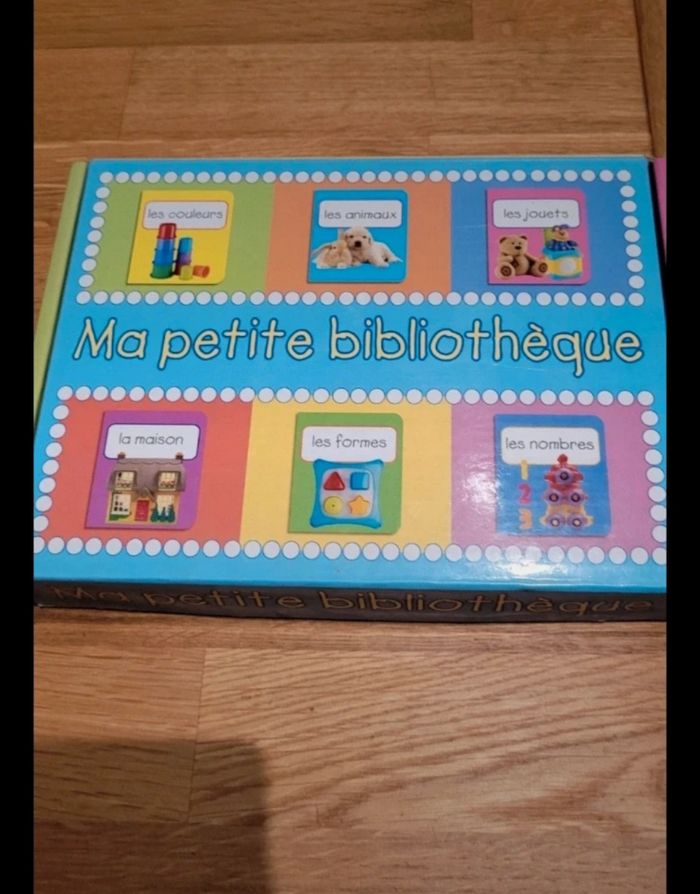 les couleurs
les animaux
les jouets
Ma petite bibliothèque
la maison
les formes
les nombres
1
2
3
Ma petite bibliothèque